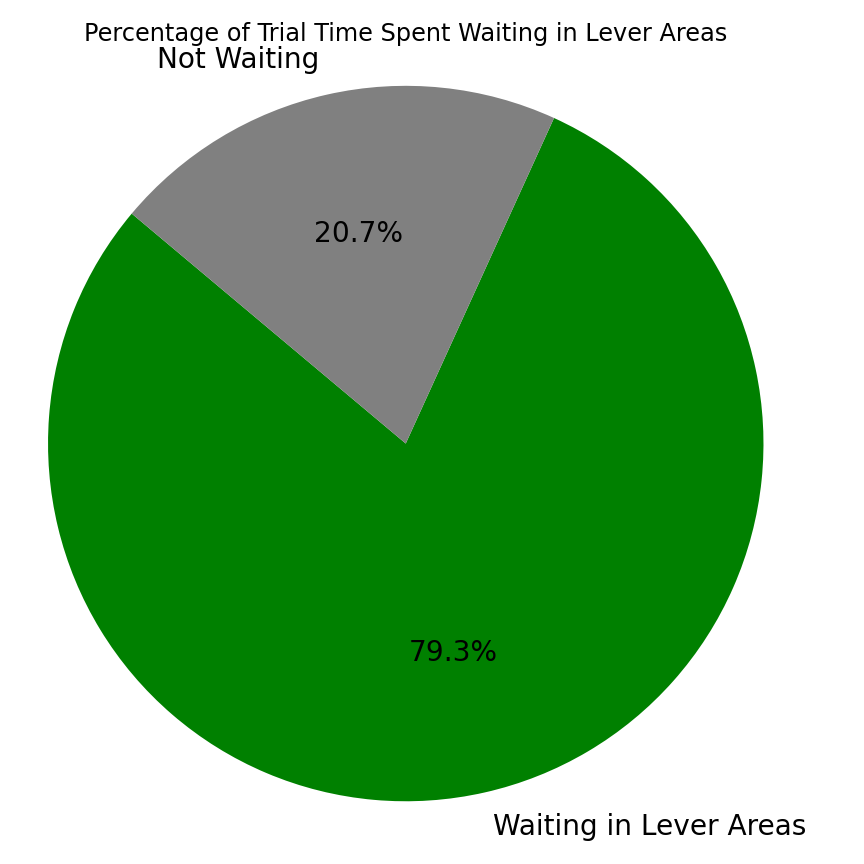 Percentage of Trial Time Spent Waiting in Lever Areas
Not Waiting
20.7%
79.3%
Waiting in Lever Areas